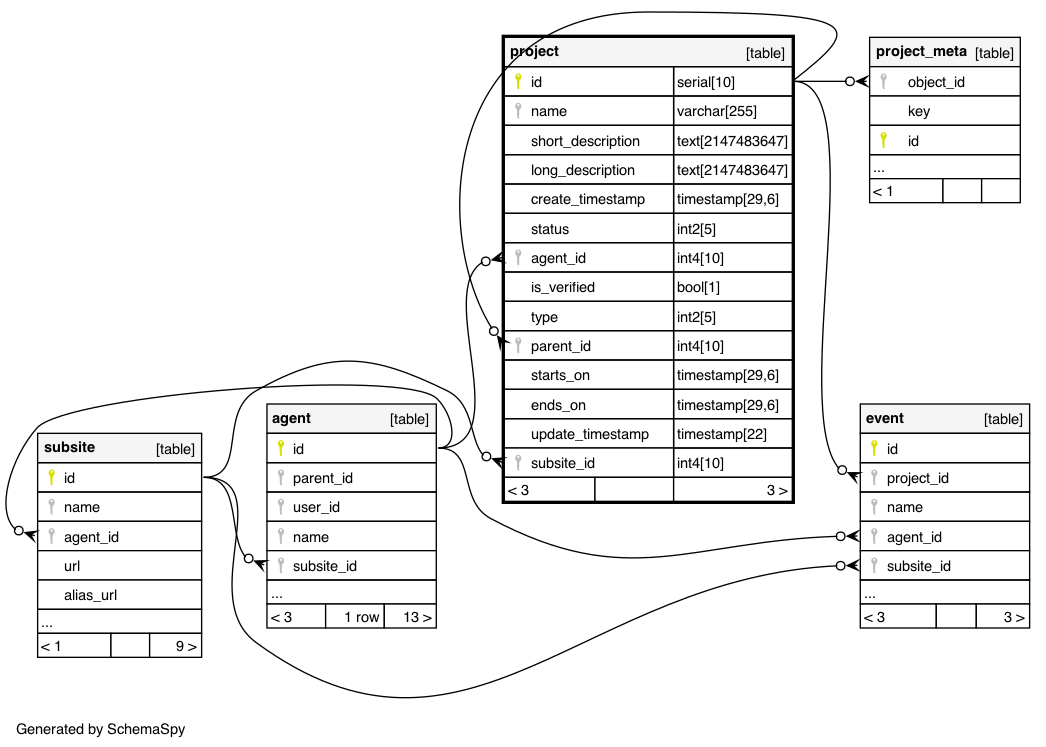 project [table]
id serial[10]
name varchar[255]
short_description text[2147483647]
long_description text[2147483647]
create_timestamp timestamp[29,6]
status int2[5]
agent_id int4[10]
is_verified bool[1]
type int2[5]
parent_id int4[10]
starts_on timestamp[29,6]
ends_on timestamp[29,6]
update_timestamp timestamp[22]
subsite_id int4[10]
< 3 3 >
project_meta [table]
object_id
key
id
...
< 1
subsite [table]
id
name
agent_id
url
alias_url
...
< 1 9 >
agent [table]
id
parent_id
user_id
name
subsite_id
...
< 3 1 row 13 >
event [table]
id
project_id
name
agent_id
subsite_id
...
< 3 3 >
Generated by SchemaSpy